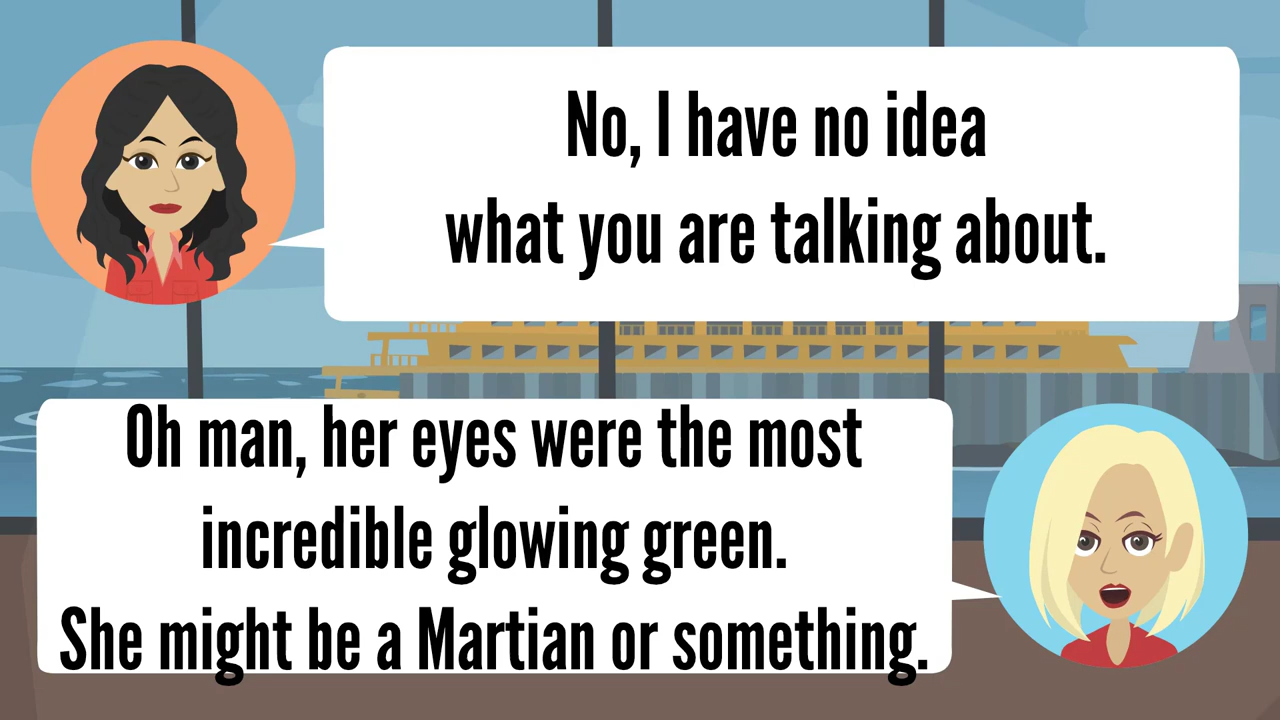 No, I have no idea
what you are talking about.
Oh man, her eyes were the most
incredible glowing green.
She might be a Martian or something.